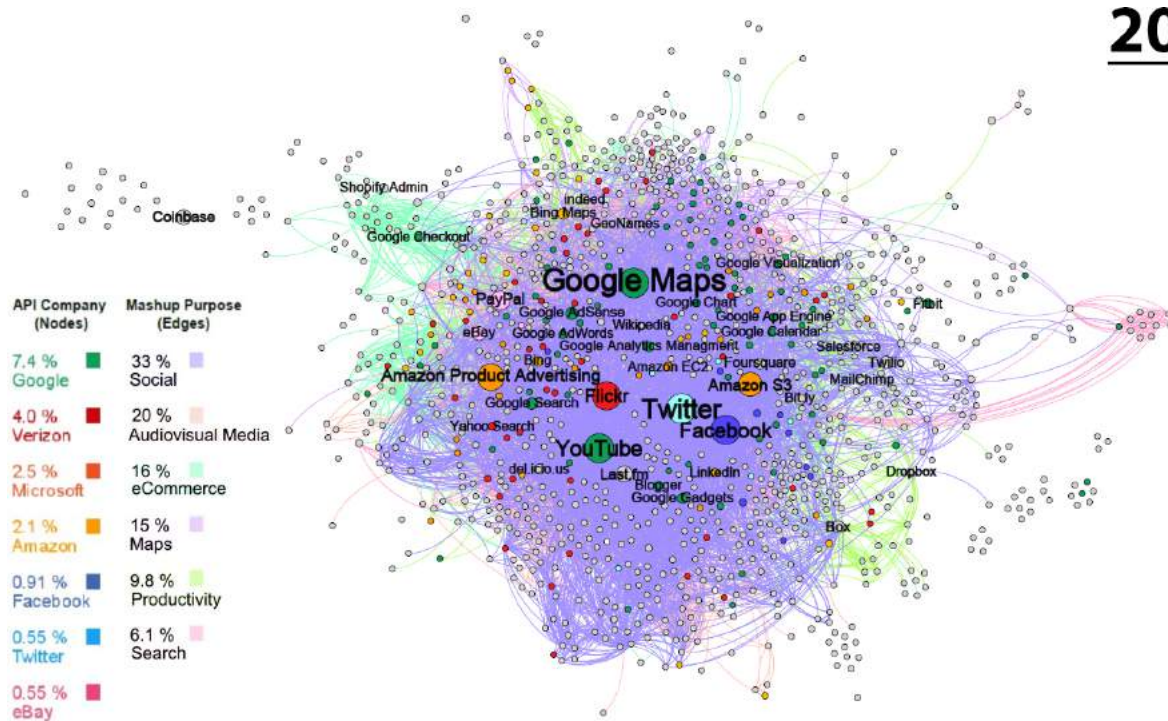 20
Shopify Admin
Indeed
Bing Maps
GeoNames
Coinbase
Google Checkout
Google Visualization
Google Maps
PayPal
Google Chart
Fitbit
Google AdSense
Google App Engine
Wikipedia
eBay
Google AdWords
Google Calendar
Google Analytics Managment
Salesforce
Bing
Amazon EC2
Foursquare
Twilio
Amazon Product Advertising
Amazon S3
MailChimp
Flickr
Bit.ly
Google Search
Twitter
Yahoo Search
Facebook
YouTube
del.icio.us
Last.fm
LinkedIn
Dropbox
Blogger
Google Gadgets
Box
API Company
(Nodes)
7.4 %
Google
4.0 %
Verizon
2.5 %
Microsoft
2.1 %
Amazon
0.91 %
Facebook
0.55 %
Twitter
0.55 %
eBay
Mashup Purpose
(Edges)
33 %
Social
20 %
Audiovisual Media
16 %
eCommerce
15 %
Maps
9.8 %
Productivity
6.1 %
Search